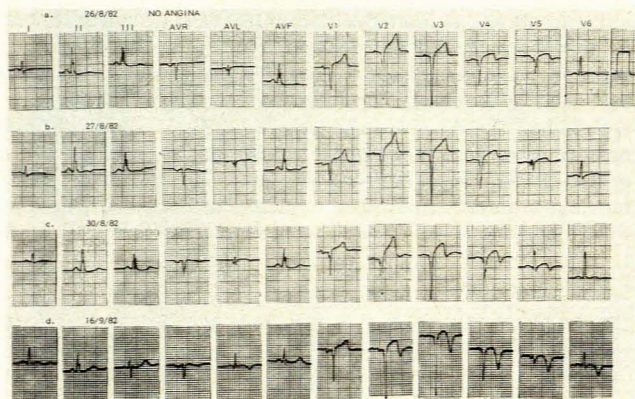 a. 26/8/82 NO ANGINA
I II III AVR AVL AVF V1 V2 V3 V4 V5 V6
b. 27/8/82
c. 30/8/82
d. 16/9/82